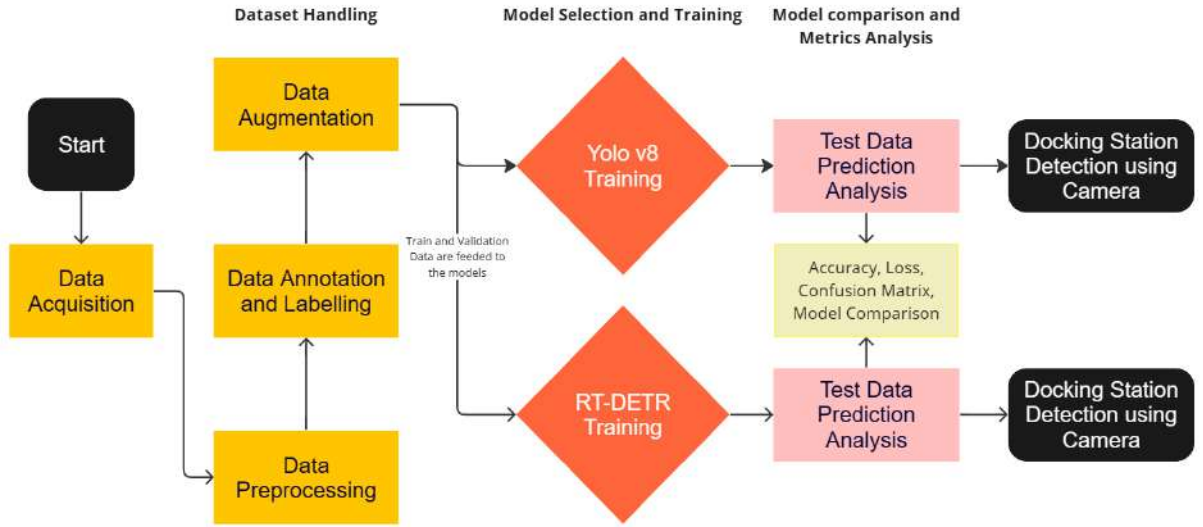 Dataset Handling
Model Selection and Training
Model comparison and
Metrics Analysis
Start
Data
Acquisition
Data
Augmentation
Data Annotation
and Labelling
Data
Preprocessing
Train and Validation
Data are feeded to
the models
Yolo v8
Training
RT-DETR
Training
Test Data
Prediction
Analysis
Accuracy, Loss,
Confusion Matrix,
Model Comparison
Test Data
Prediction
Analysis
Docking Station
Detection using
Camera
Docking Station
Detection using
Camera